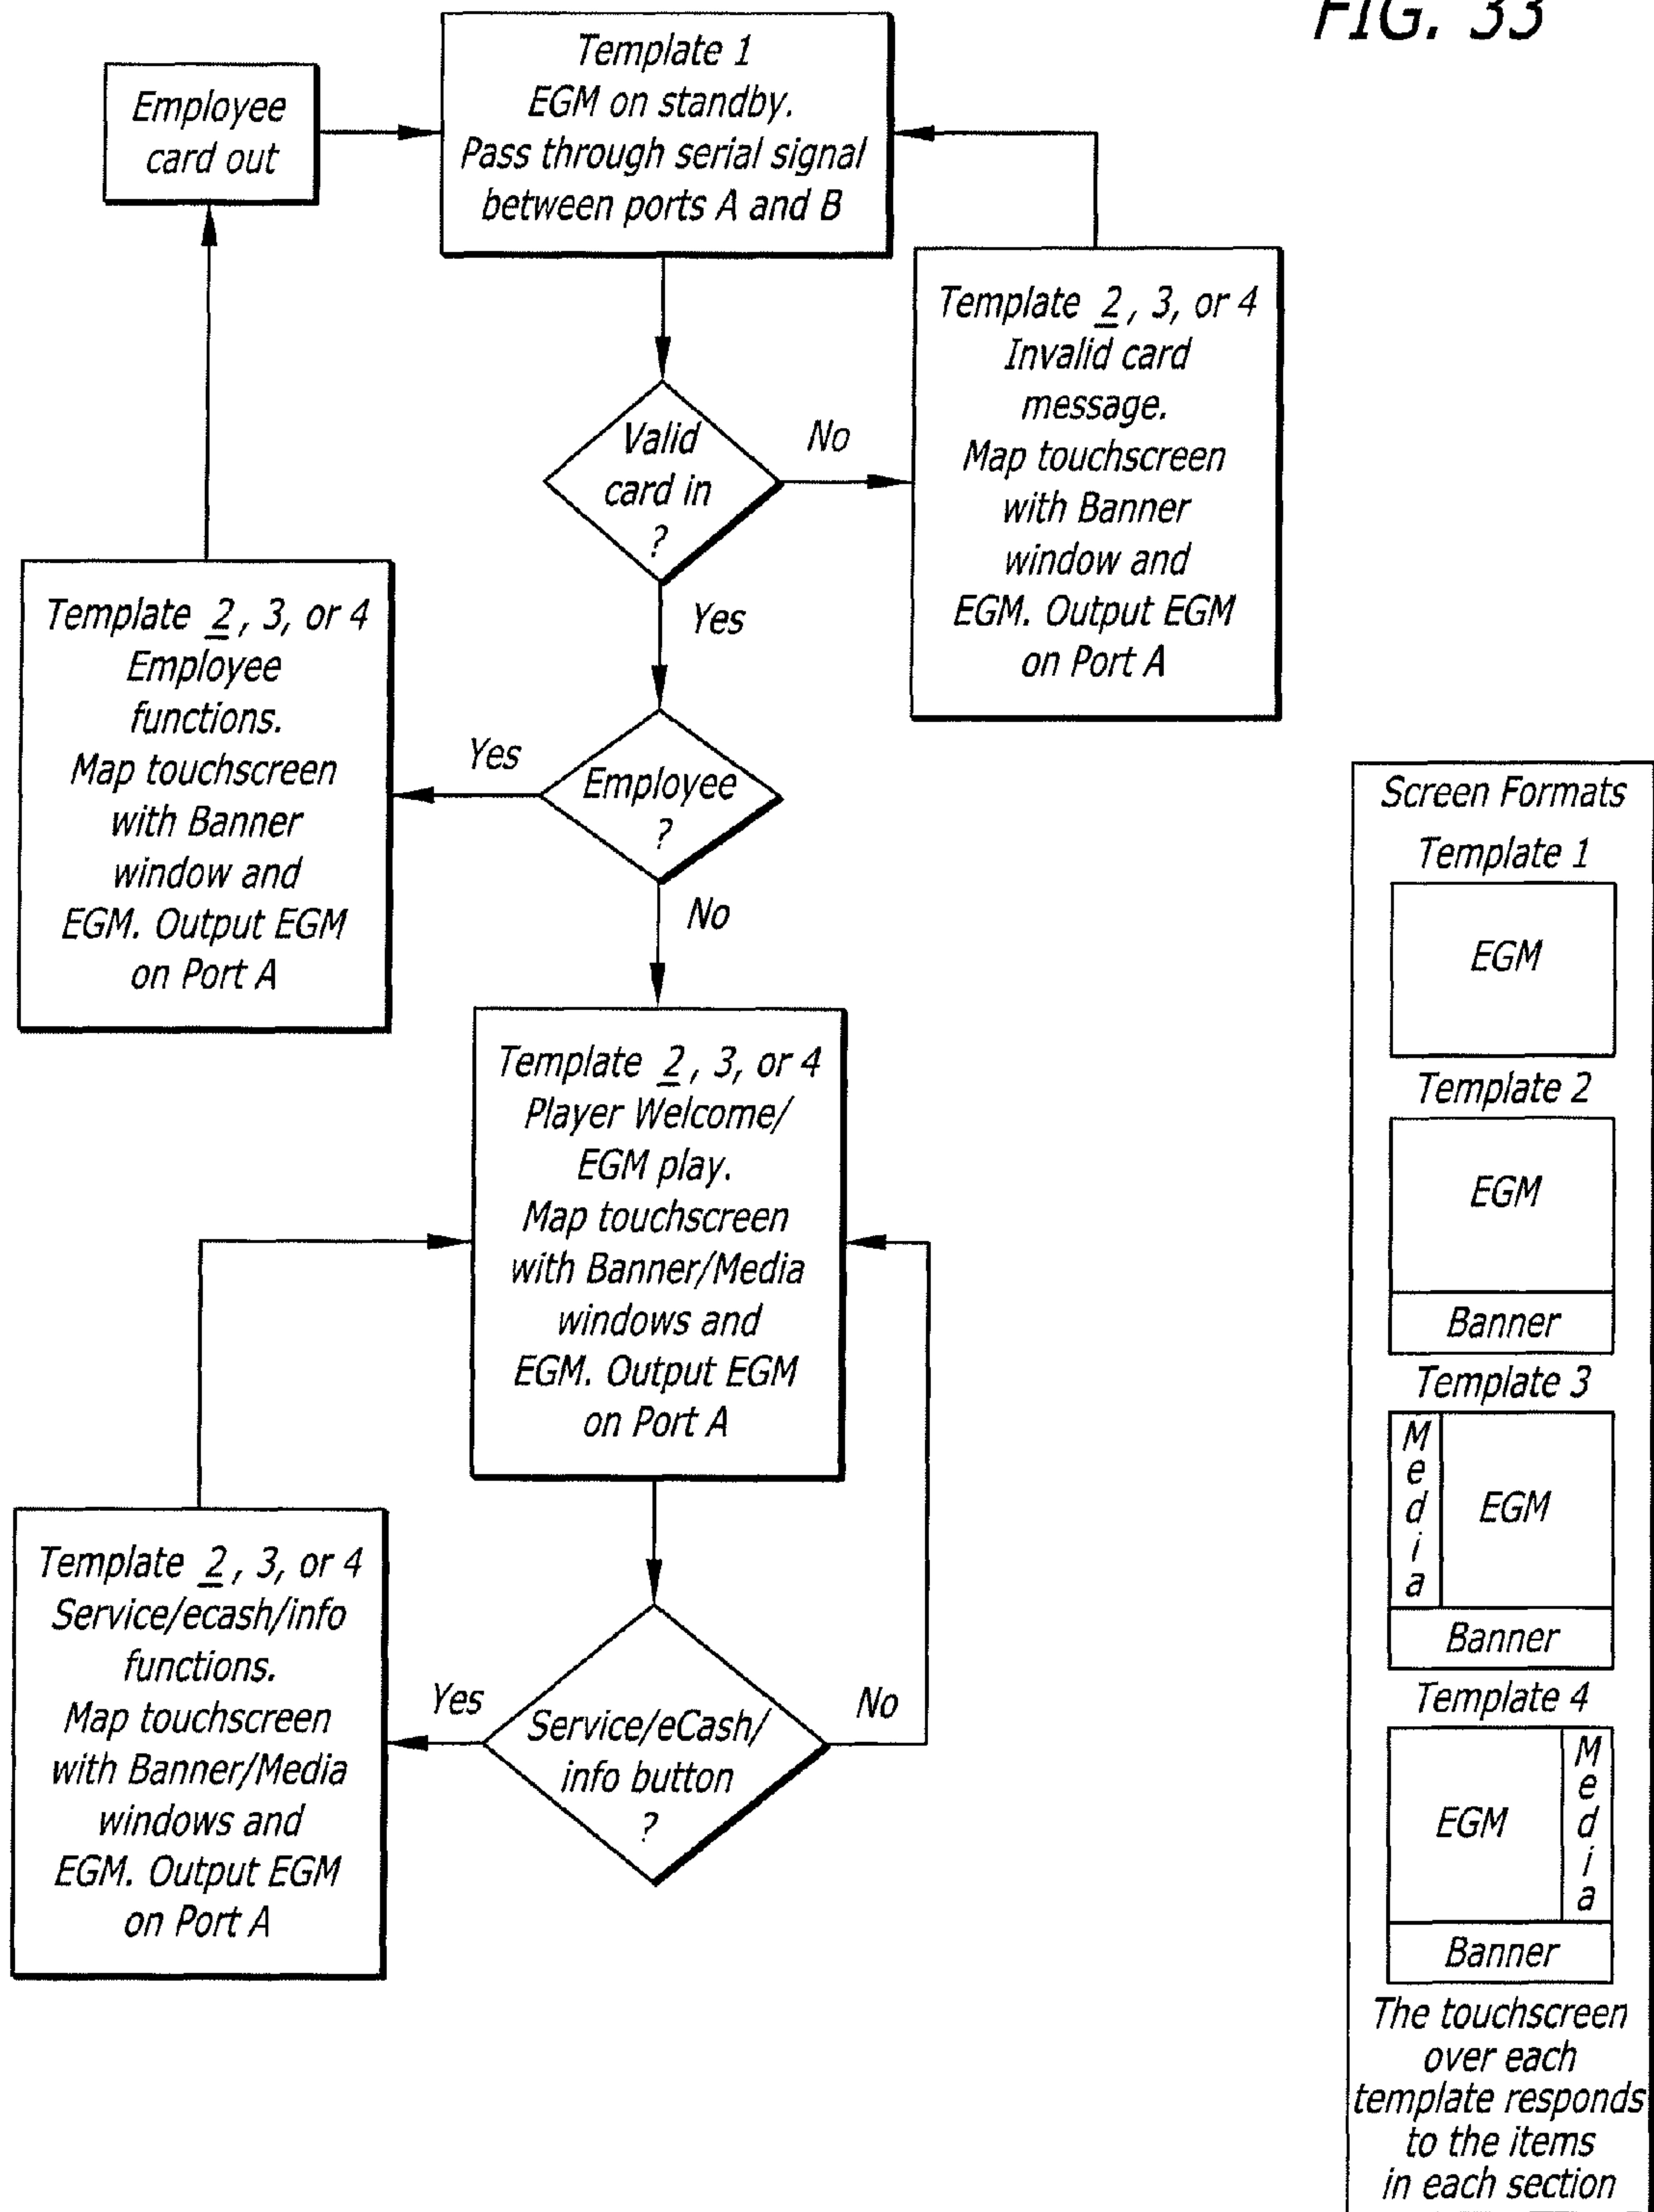 FIG. 33
Template 1
EGM on standby.
Pass through serial signal
between ports A and B
Employee
card out
Template 2, 3, or 4
Invalid card
message.
Map touchscreen
with Banner
window and
EGM. Output EGM
on Port A
Valid
card in
?
No
Yes
Template 2, 3, or 4
Employee
functions.
Map touchscreen
with Banner
window and
EGM. Output EGM
on Port A
Yes
Employee
?
No
Template 2, 3, or 4
Player Welcome/
EGM play.
Map touchscreen
with Banner/Media
windows and
EGM. Output EGM
on Port A
Template 2, 3, or 4
Service/ecash/info
functions.
Map touchscreen
with Banner/Media
windows and
EGM. Output EGM
on Port A
Yes
Service/eCash/
info button
?
No
Screen Formats
Template 1
EGM
Template 2
EGM
Banner
Template 3
Media
EGM
Banner
Template 4
EGM
Media
Banner
The touchscreen
over each
template responds
to the items
in each section